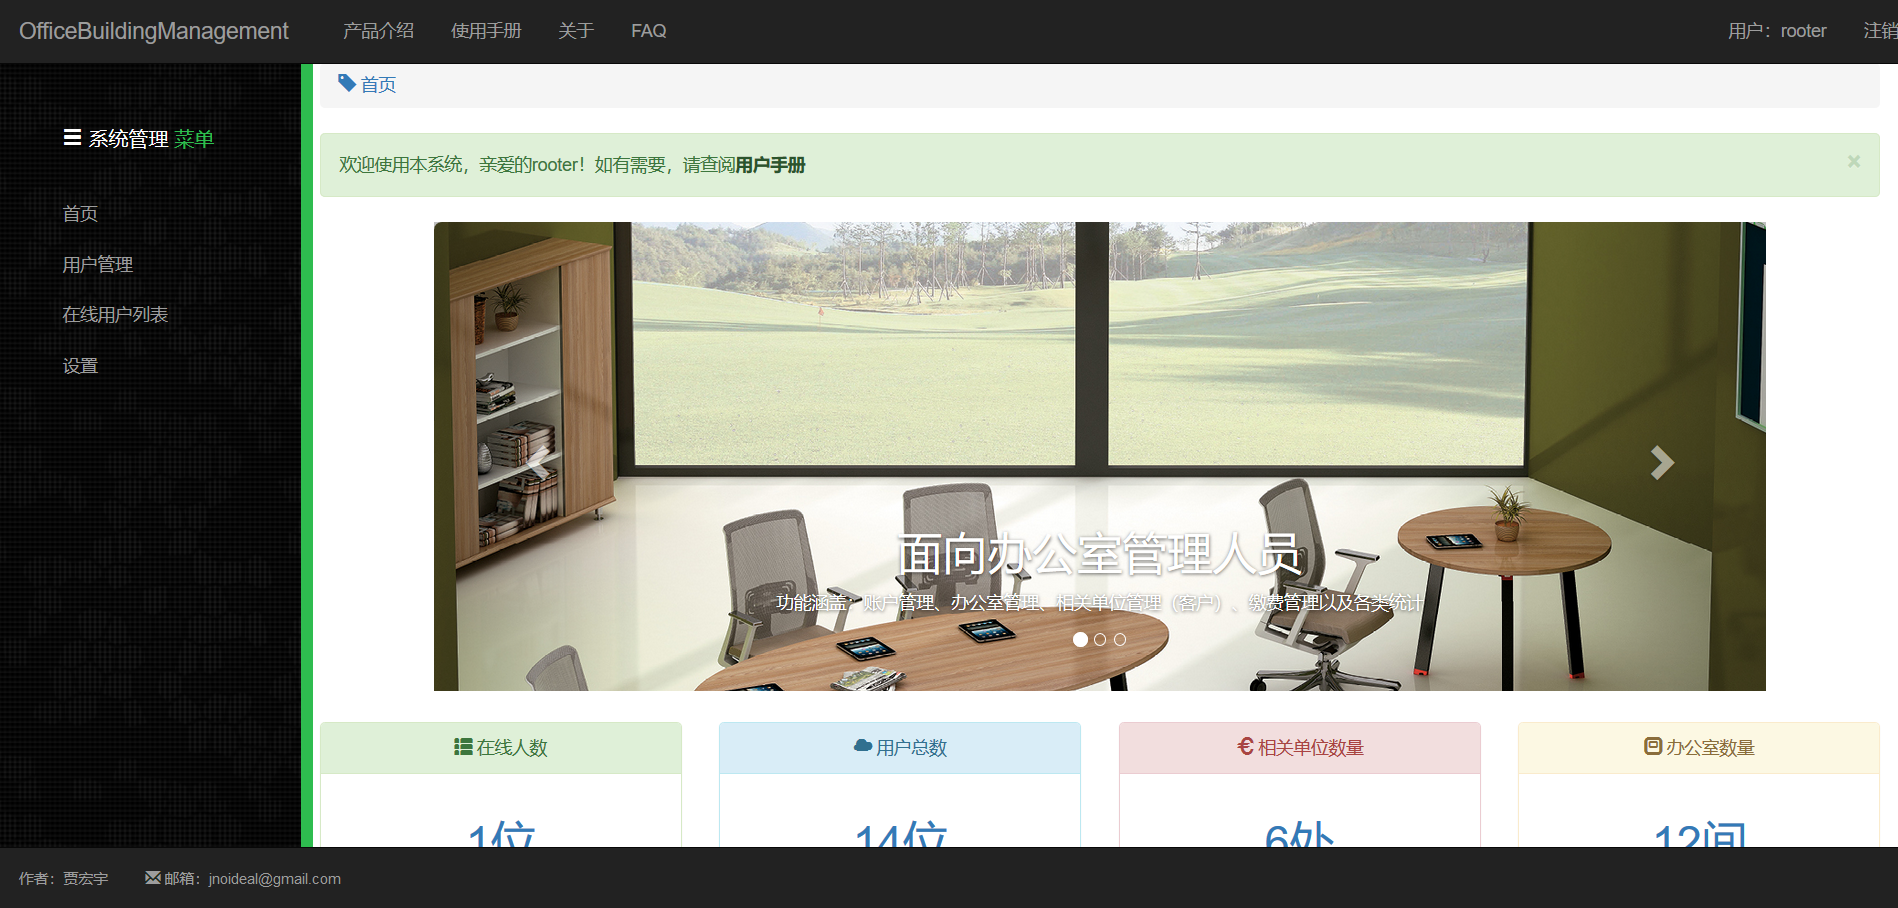 OfficeBuildingManagement 产品介绍 使用手册 关于 FAQ 用户：rooter 注销
系统管理 菜单
首页
用户管理
在线用户列表
设置
首页
欢迎使用本系统，亲爱的rooter！如有需要，请查阅用户手册 ×
面向办公室管理人员
功能涵盖：账户管理、办公室管理、相关单位管理（客户）、缴费管理以及各类统计
在线人数 用户总数 相关单位数量 办公室数量
1位 14位 6处 12间
作者：贾宏宇 邮箱：jnoideal@gmail.com